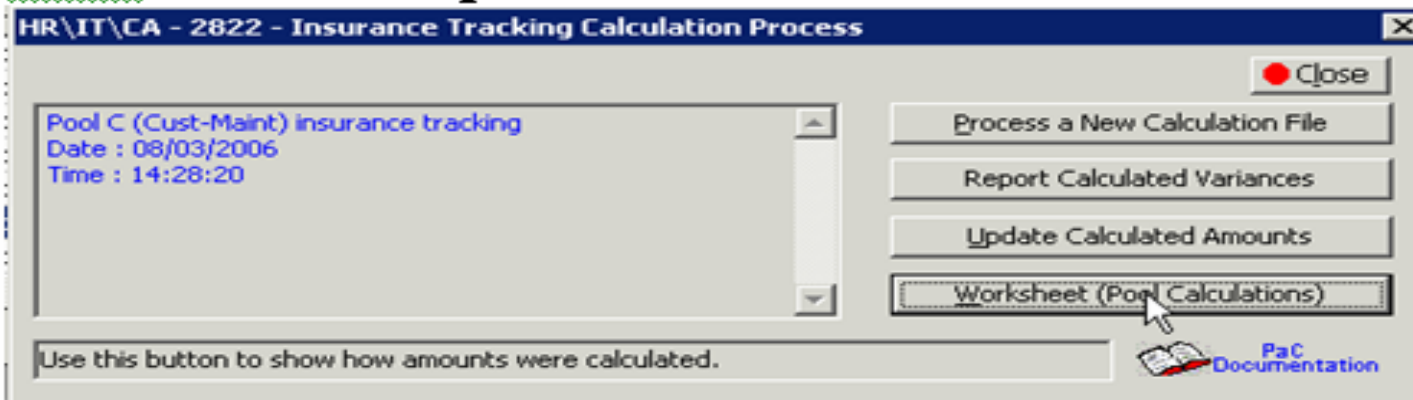 HR\IT\CA - 2822 - Insurance Tracking Calculation Process
Close
Pool C (Cust-Maint) insurance tracking
Date : 08/03/2006
Time : 14:28:20
Process a New Calculation File
Report Calculated Variances
Update Calculated Amounts
Worksheet (Pool Calculations)
Use this button to show how amounts were calculated.
PaC
Documentation